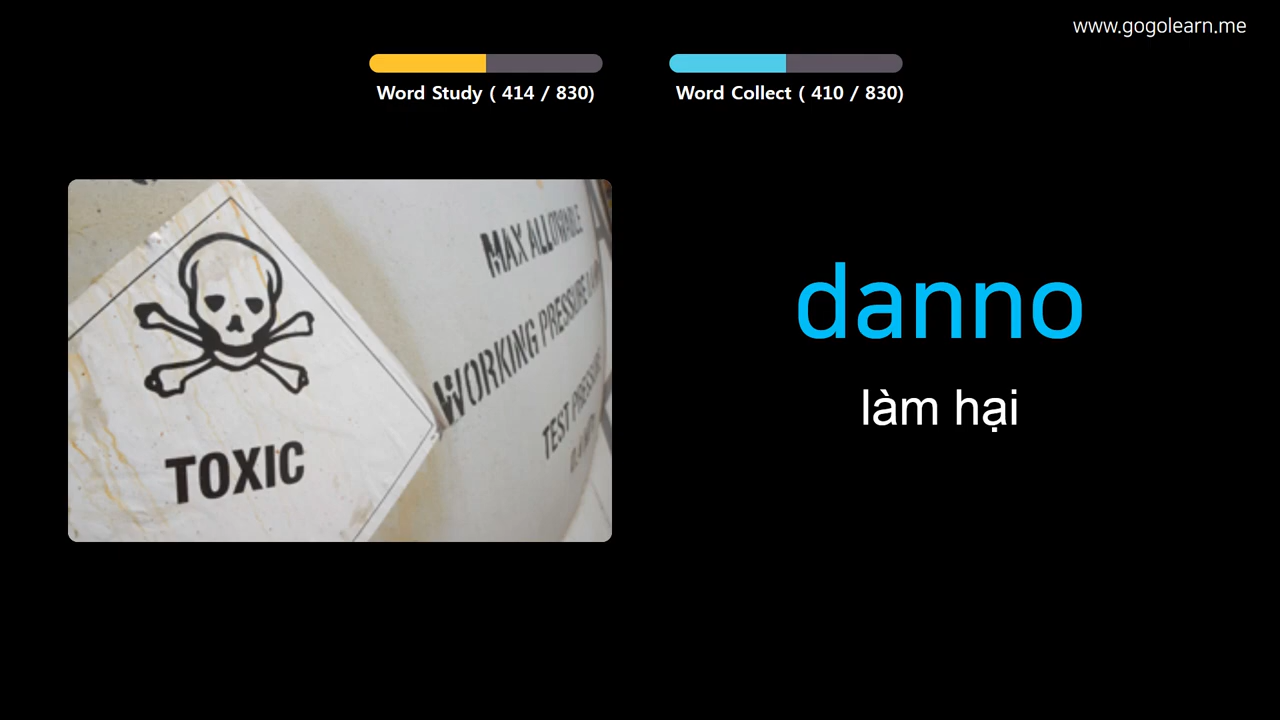 www.gogolearn.me
Word Study ( 414 / 830)
Word Collect ( 410 / 830)
TOXIC
MAX ALLOWABLE
WORKING PRESSURE
TEST PRESSURE
danno
làm hại